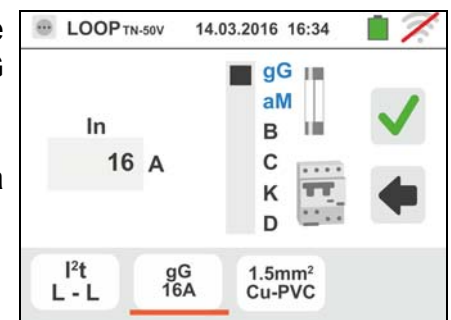 e
G
a
LOOP TN-50V 14.03.2016 16:34
In
16 A
gG
aM
B
C
K
D
I²t
L - L
gG
16A
1.5mm²
Cu-PVC